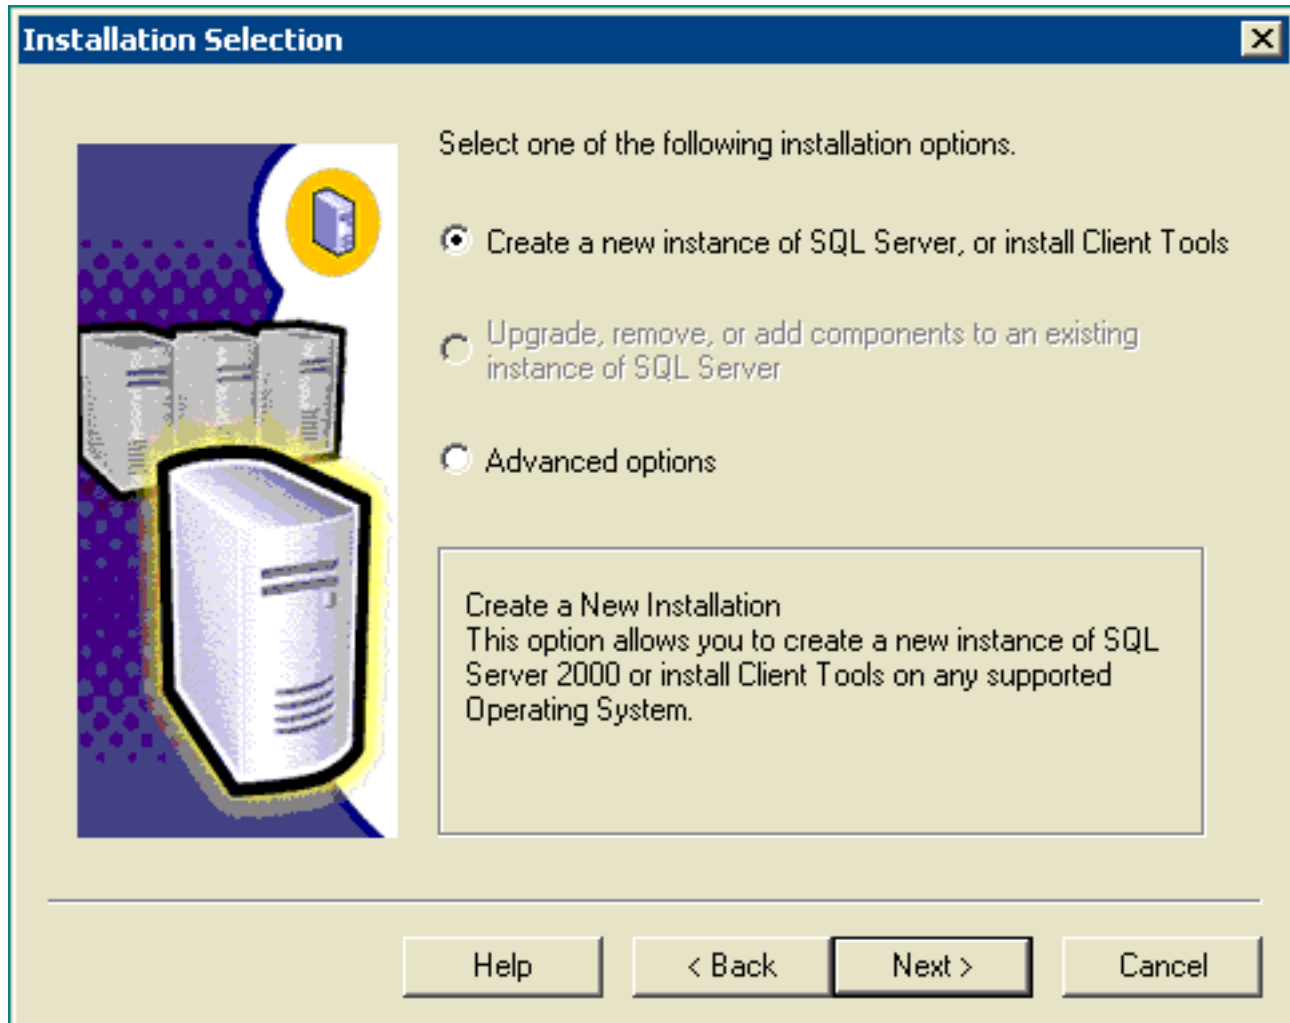 Installation Selection
Select one of the following installation options.
Create a new instance of SQL Server, or install Client Tools
Upgrade, remove, or add components to an existing
instance of SQL Server
Advanced options
Create a New Installation
This option allows you to create a new instance of SQL
Server 2000 or install Client Tools on any supported
Operating System.
Help
< Back
Next >
Cancel